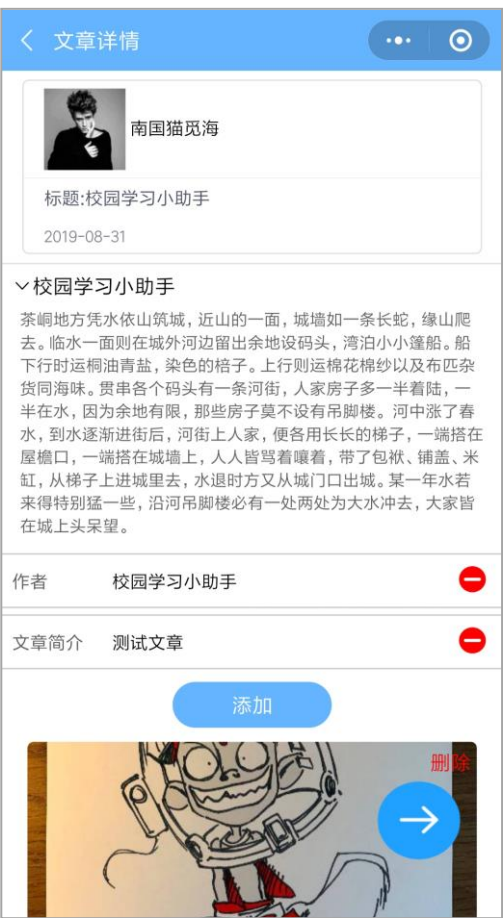 文章详情
南国猫觅海
标题:校园学习小助手
2019-08-31
校园学习小助手
茶峒地方凭水依山筑城，近山的一面，城墙如一条长蛇，缘山爬
去。临水一面则在城外河边留出余地设码头，湾泊小小篷船。船
下行时运桐油青盐，染色的棓子。上行则运棉花棉纱以及布匹杂
货同海味。贯串各个码头有一条河街，人家房子多一半着陆，一
半在水，因为余地有限，那些房子莫不设有吊脚楼。河中涨了春
水，到水逐渐进街后，河街上人家，便各用长长的梯子，一端搭在
屋檐口，一端搭在城墙上，人人皆骂着嚷着，带了包袱、铺盖、米
缸，从梯子上进城里去，水退时方又从城门口出城。某一年水若
来得特别猛一些，沿河吊脚楼必有一处两处为大水冲去，大家皆
在城上头呆望。
作者 校园学习小助手
文章简介 测试文章
添加
删除